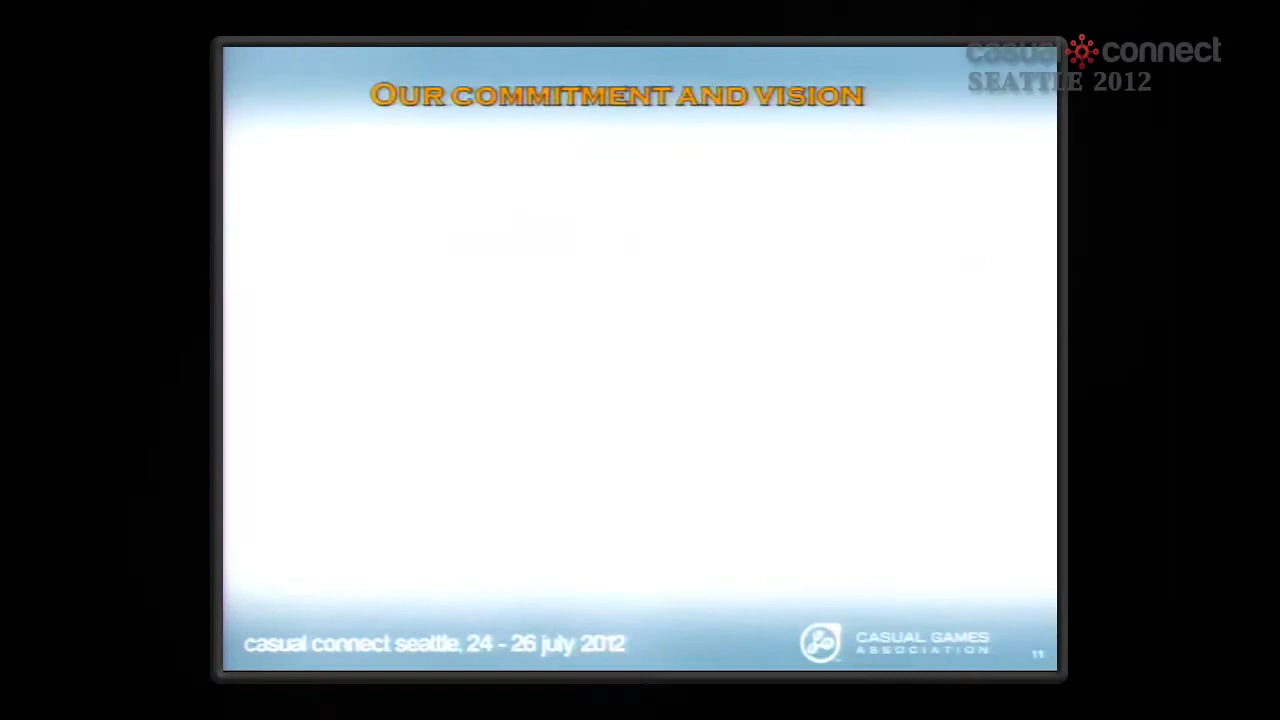 casual connect
SEATTLE 2012
OUR COMMITMENT AND VISION
casual connect seattle, 24 - 26 july 2012
CASUAL GAMES
ASSOCIATION
11